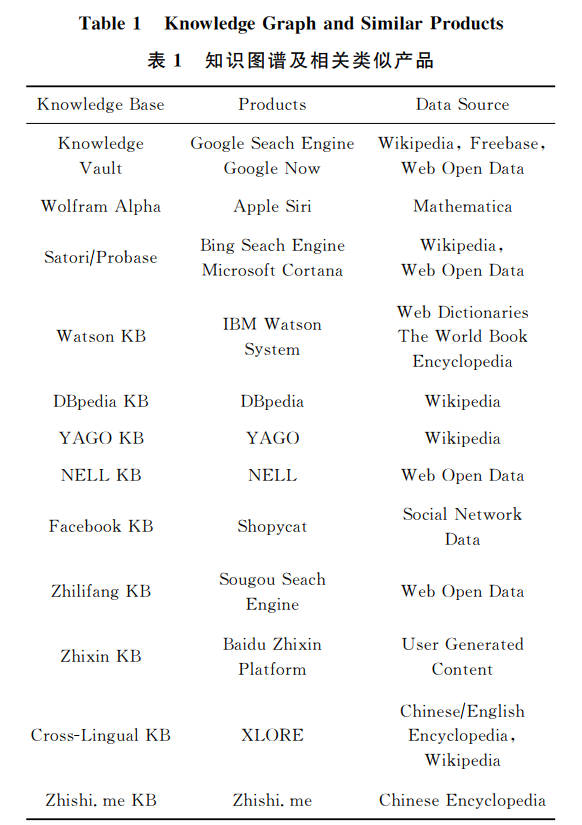 Table 1 Knowledge Graph and Similar Products
表 1 知识图谱及相关类似产品
Knowledge Base Products Data Source
Knowledge Vault Google Seach Engine Google Now Wikipedia, Freebase, Web Open Data
Wolfram Alpha Apple Siri Mathematica
Satori/Probase Bing Seach Engine Microsoft Cortana Wikipedia, Web Open Data
Watson KB IBM Watson System Web Dictionaries The World Book Encyclopedia
DBpedia KB DBpedia Wikipedia
YAGO KB YAGO Wikipedia
NELL KB NELL Web Open Data
Facebook KB Shopycat Social Network Data
Zhilifang KB Sougou Seach Engine Web Open Data
Zhixin KB Baidu Zhixin Platform User Generated Content
Cross-Lingual KB XLORE Chinese/English Encyclopedia, Wikipedia
Zhishi.me KB Zhishi.me Chinese Encyclopedia